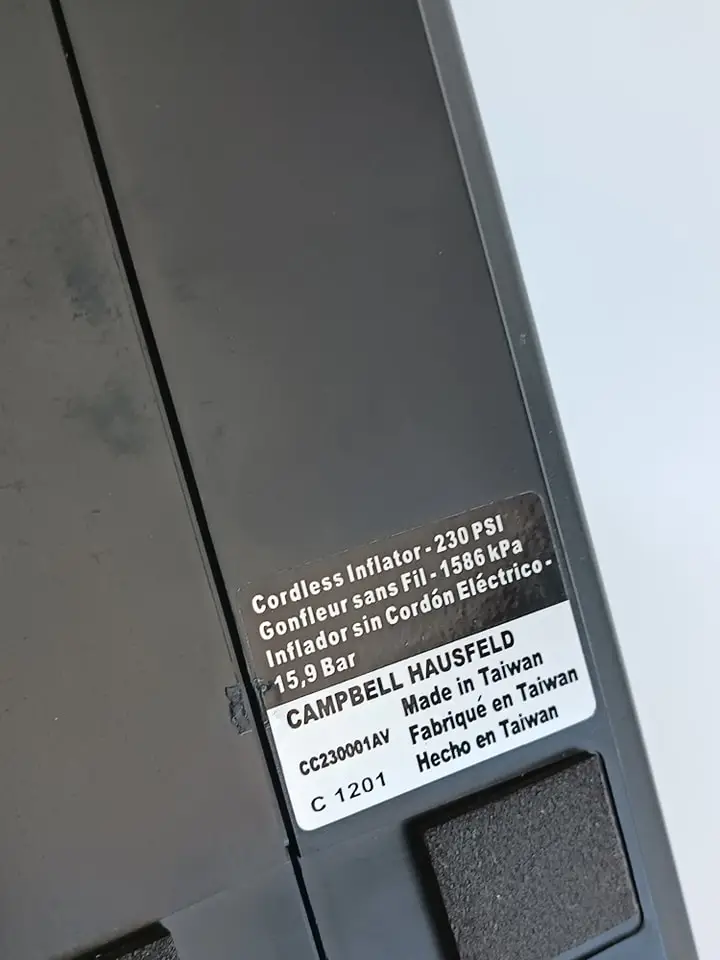 Cordless Inflator - 230 PSI
Gonfleur sans Fil - 1586 kPa
Inflador sin Cordón Eléctrico -
15,9 Bar
CAMPBELL HAUSFELD
Made in Taiwan
CC230001AV Fabriqué en Taiwan
C 1201 Hecho en Taiwan